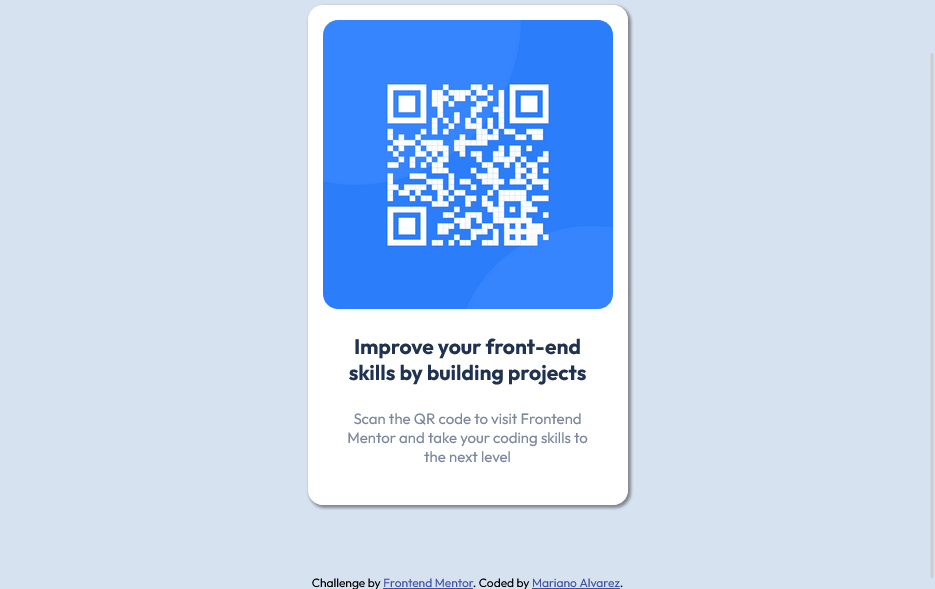 Improve your front-end
skills by building projects
Scan the QR code to visit Frontend
Mentor and take your coding skills to
the next level
Challenge by Frontend Mentor. Coded by Mariano Alvarez.